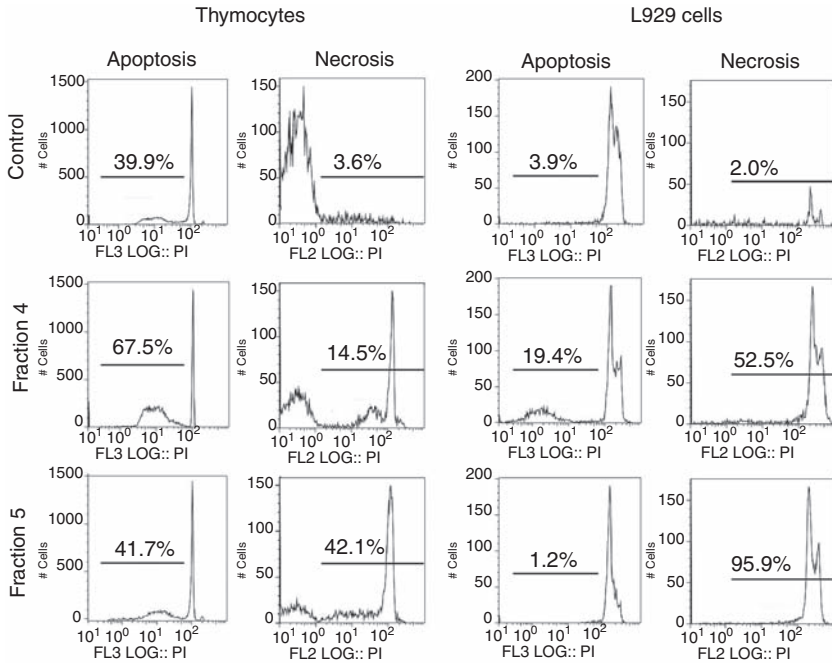 Thymocytes L929 cells
Apoptosis Necrosis Apoptosis Necrosis
Control
# Cells 1500 1000 500 0 39.9% 10¹ 10⁰ 10¹ 10² FL3 LOG:: PI
# Cells 150 100 50 0 3.6% 10¹ 10⁰ 10¹ 10² FL2 LOG:: PI
# Cells 200 150 100 50 0 3.9% 10¹ 10⁰ 10¹ 10² FL3 LOG:: PI
# Cells 150 100 50 0 2.0% 10¹ 10⁰ 10¹ 10² FL2 LOG:: PI
Fraction 4
# Cells 1500 1000 500 0 67.5% 10¹ 10⁰ 10¹ 10² FL3 LOG:: PI
# Cells 150 100 50 0 14.5% 10¹ 10⁰ 10¹ 10² FL2 LOG:: PI
# Cells 200 150 100 50 0 19.4% 10¹ 10⁰ 10¹ 10² FL3 LOG:: PI
# Cells 150 100 50 0 52.5% 10¹ 10⁰ 10¹ 10² FL2 LOG:: PI
Fraction 5
# Cells 1500 1000 500 0 41.7% 10¹ 10⁰ 10¹ 10² FL3 LOG:: PI
# Cells 150 100 50 0 42.1% 10¹ 10⁰ 10¹ 10² FL2 LOG:: PI
# Cells 200 150 100 50 0 1.2% 10¹ 10⁰ 10¹ 10² FL3 LOG:: PI
# Cells 150 100 50 0 95.9% 10¹ 10⁰ 10¹ 10² FL2 LOG:: PI